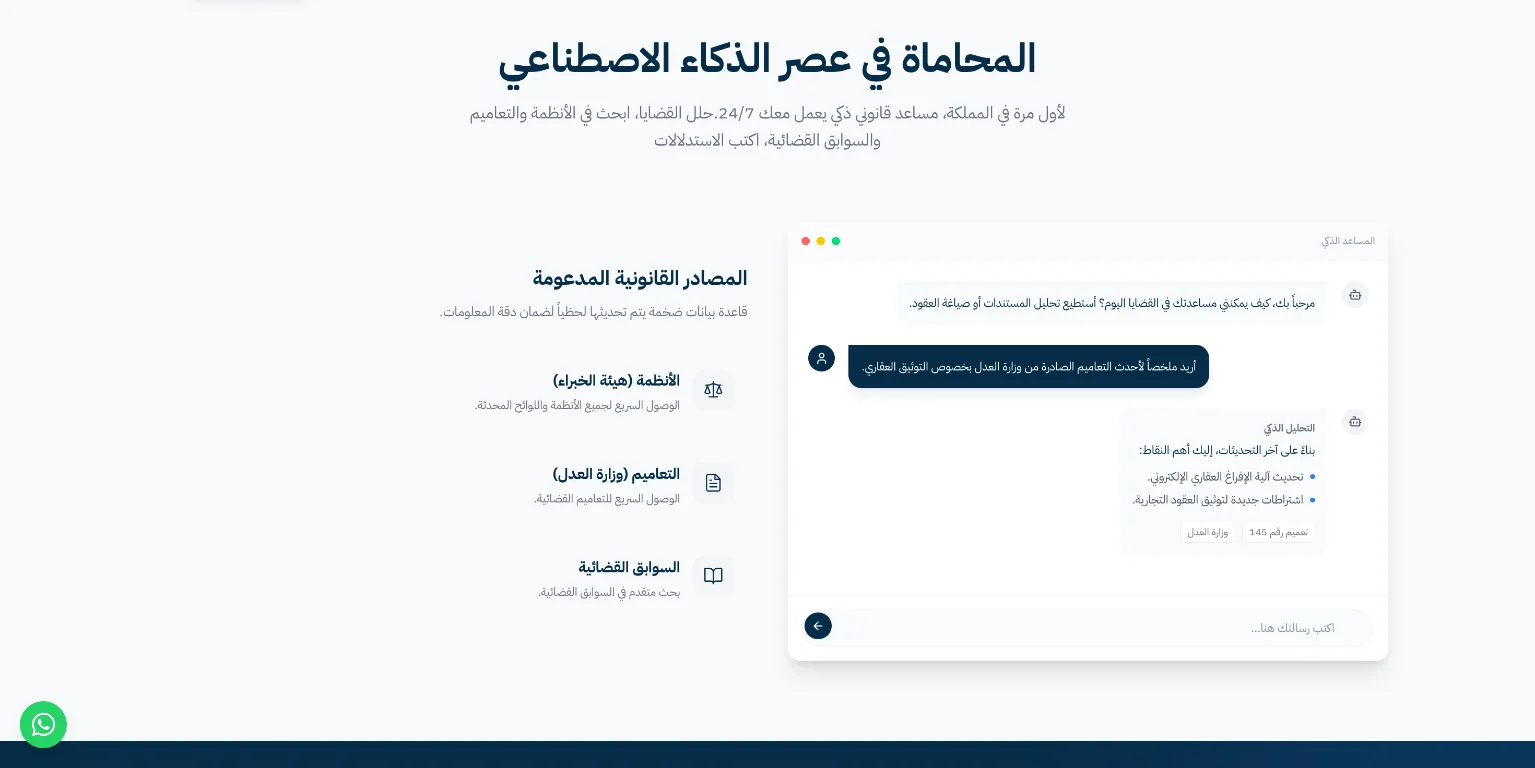 المحاماة في عصر الذكاء الاصطناعي
لأول مرة في المملكة، مساعد قانوني ذكي يعمل معك 24/7.حلل القضايا، ابحث في الأنظمة والتعاميم
والسوابق القضائية، اكتب الاستدلالات
المساعد الذكي
مرحباً بك، كيف يمكنني مساعدتك في القضايا اليوم؟ أستطيع تحليل المستندات أو صياغة العقود.
أريد ملخصاً لأحدث التعاميم الصادرة من وزارة العدل بخصوص التوثيق العقاري.
التحليل الذكي
بناءً على آخر التحديثات، إليك أهم النقاط:
تحديث آلية الإفراغ العقاري الإلكتروني.
اشتراطات جديدة لتوثيق العقود التجارية.
تعميم رقم 145
وزارة العدل
اكتب رسالتك هنا...
المصادر القانونية المدعومة
قاعدة بيانات ضخمة يتم تحديثها لحظياً لضمان دقة المعلومات.
الأنظمة (هيئة الخبراء)
الوصول السريع لجميع الأنظمة واللوائح المحدثة.
التعاميم (وزارة العدل)
الوصول السريع للتعاميم القضائية.
السوابق القضائية
بحث متقدم في السوابق القضائية.